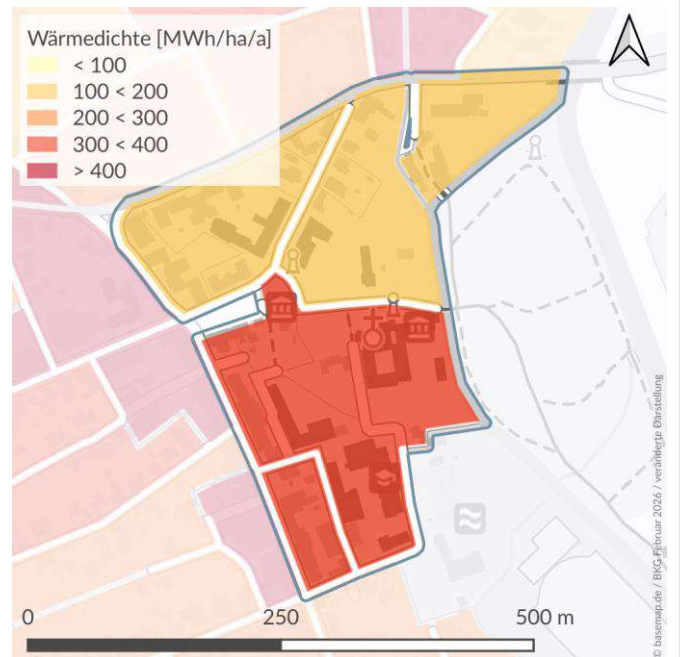 Wärmedichte [MWh/ha/a]
< 100
100 < 200
200 < 300
300 < 400
> 400
0 250 500 m
© basemap.de / BKG Februar 2026 / veränderte Darstellung